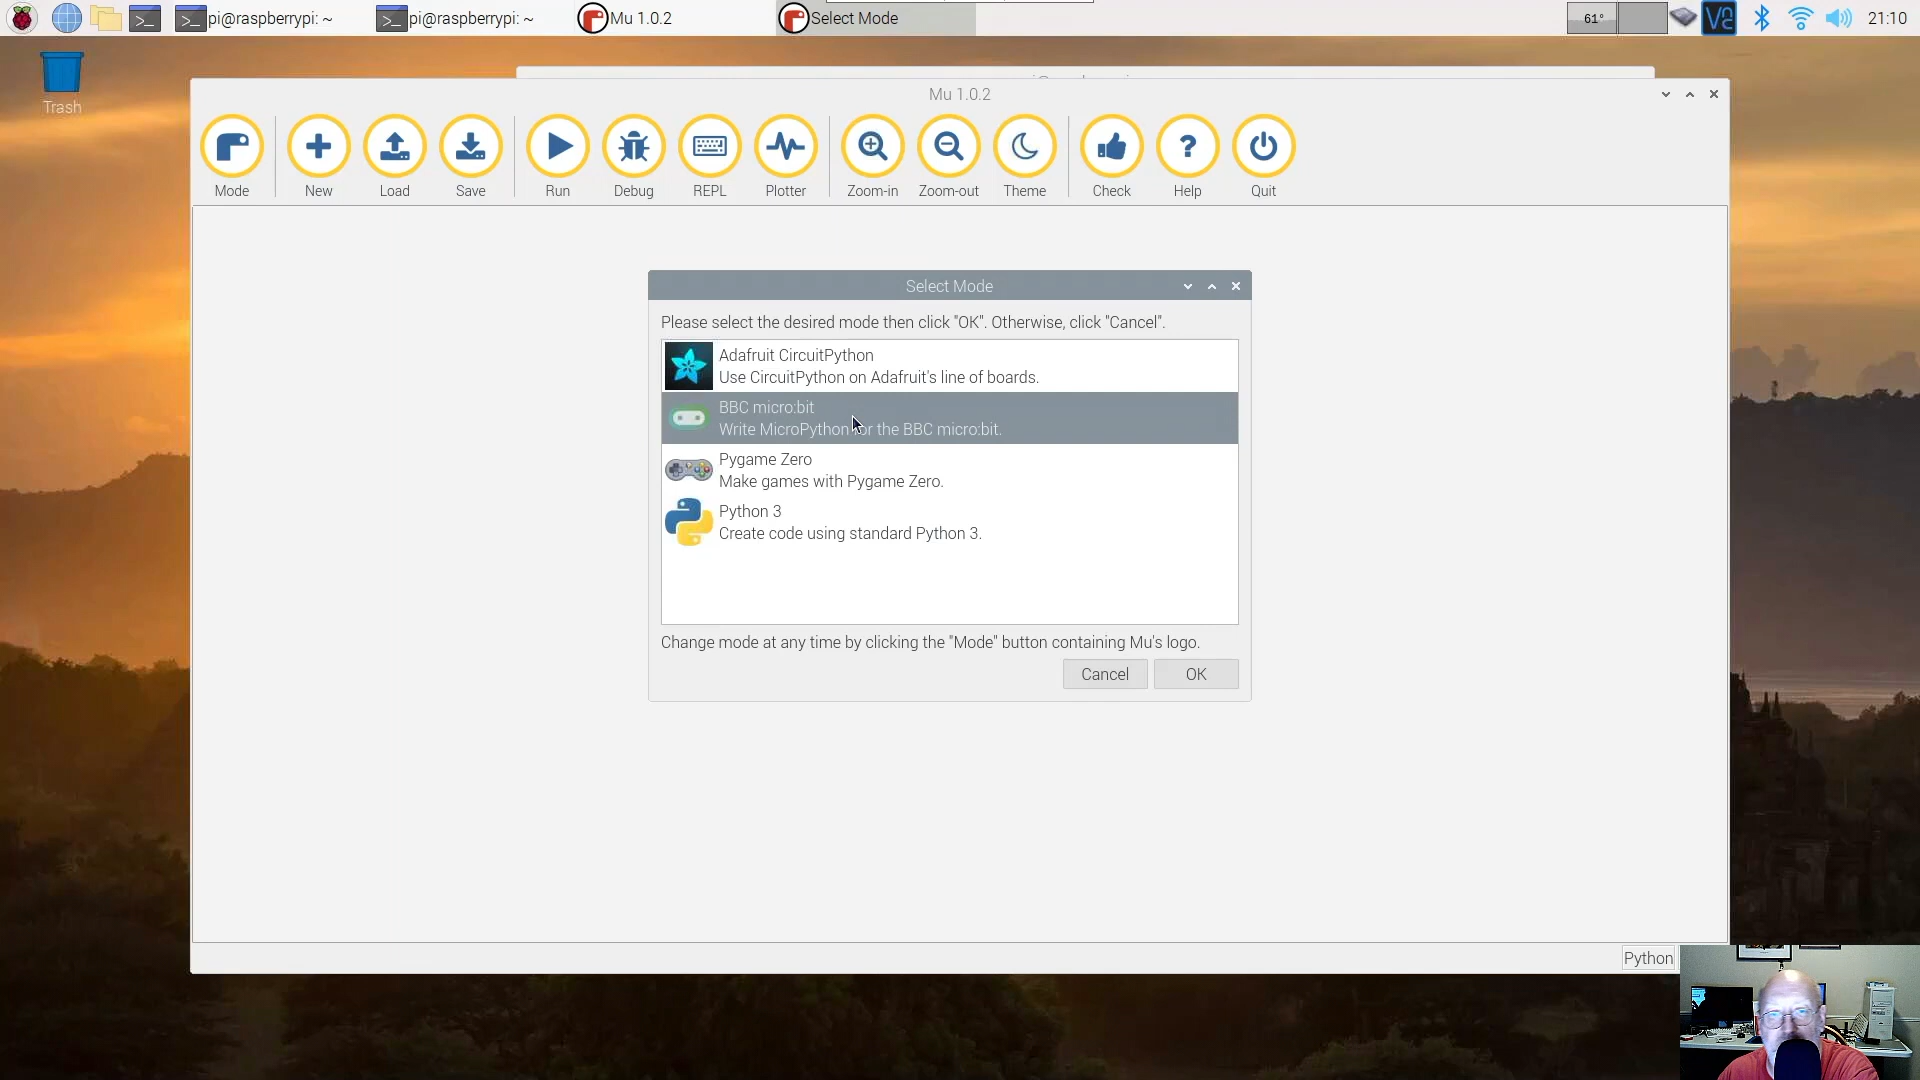 pi@raspberrypi: ~
pi@raspberrypi: ~
Mu 1.0.2
Select Mode
61°
21:10
Trash
Mu 1.0.2
Mode
New
Load
Save
Run
Debug
REPL
Plotter
Zoom-in
Zoom-out
Theme
Check
Help
Quit
Select Mode
Please select the desired mode then click "OK". Otherwise, click "Cancel".
Adafruit CircuitPython
Use CircuitPython on Adafruit's line of boards.
BBC micro:bit
Write MicroPython for the BBC micro:bit.
Pygame Zero
Make games with Pygame Zero.
Python 3
Create code using standard Python 3.
Change mode at any time by clicking the "Mode" button containing Mu's logo.
Cancel
OK
Python